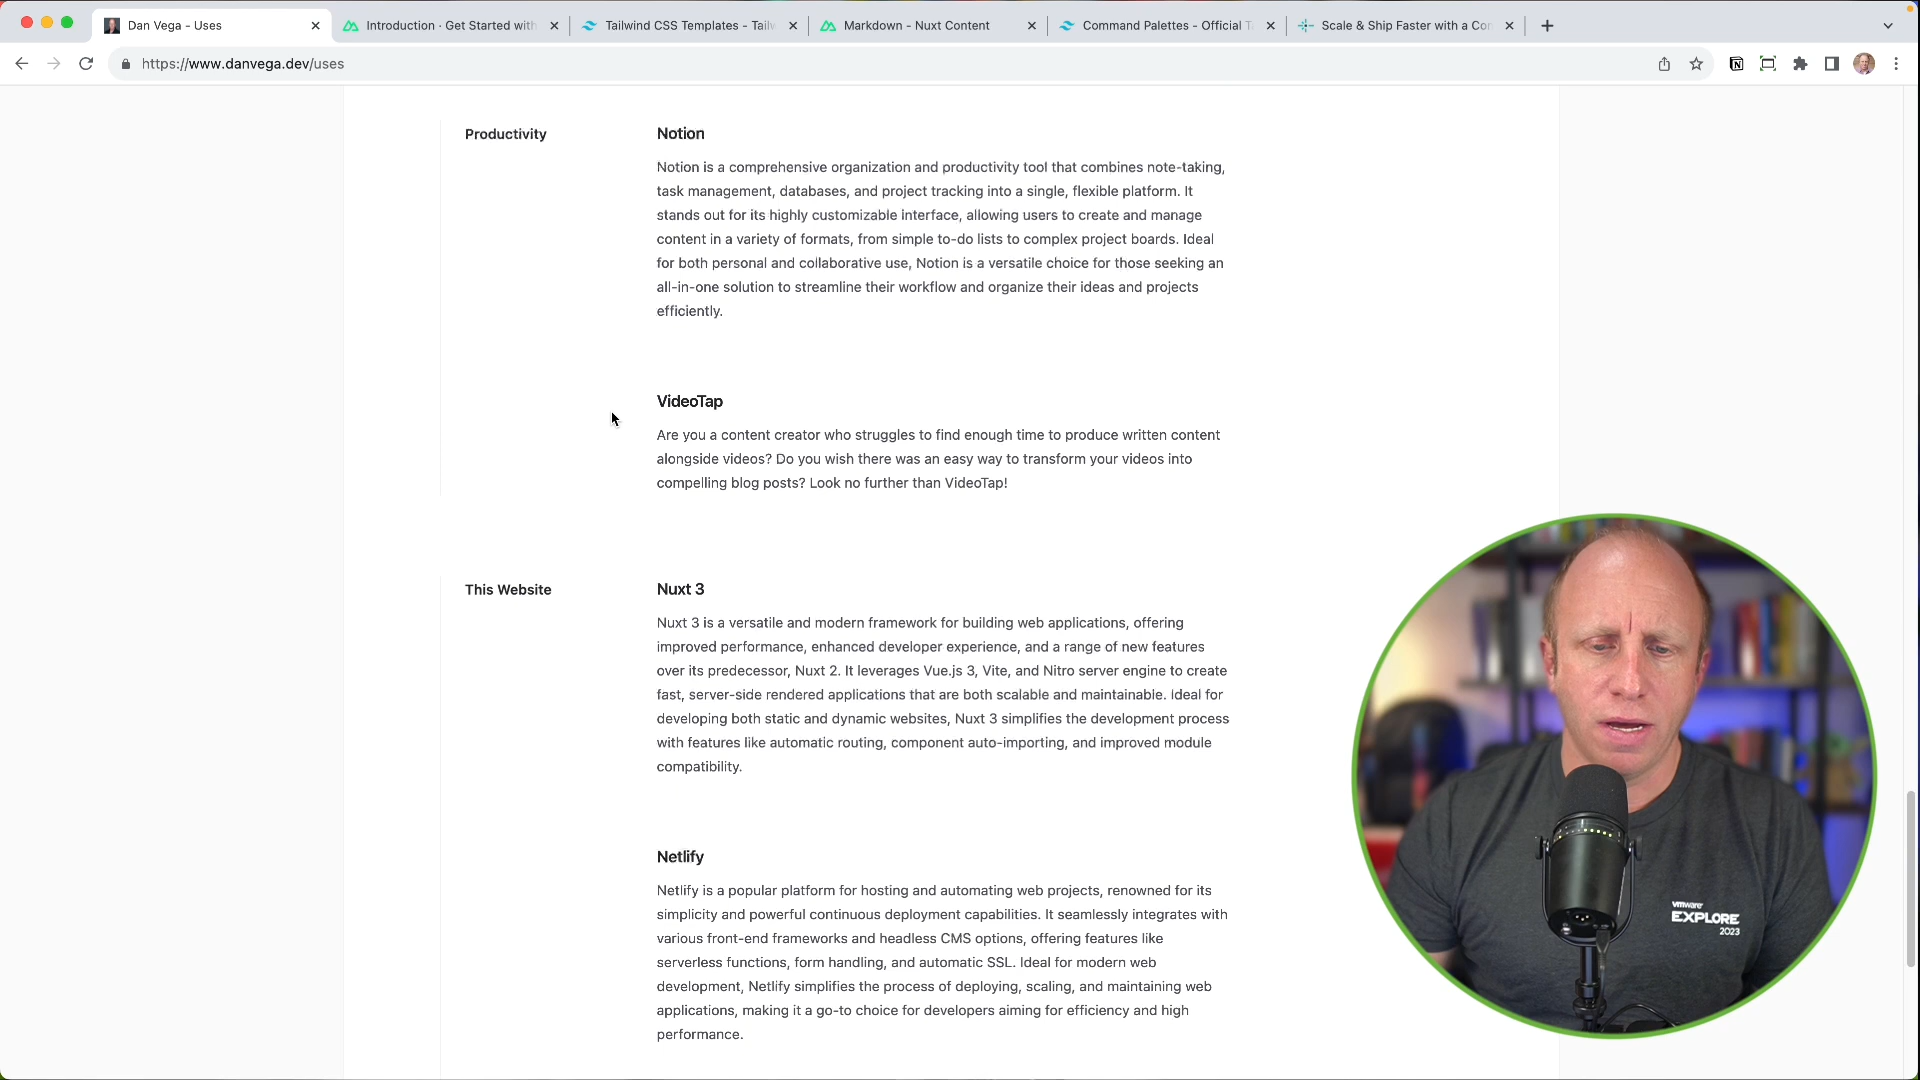 Dan Vega - Uses
Introduction · Get Started with
Tailwind CSS Templates - Tailw
Markdown - Nuxt Content
Command Palettes - Official T
Scale & Ship Faster with a Con
https://www.danvega.dev/uses
Productivity
Notion
Notion is a comprehensive organization and productivity tool that combines note-taking,
task management, databases, and project tracking into a single, flexible platform. It
stands out for its highly customizable interface, allowing users to create and manage
content in a variety of formats, from simple to-do lists to complex project boards. Ideal
for both personal and collaborative use, Notion is a versatile choice for those seeking an
all-in-one solution to streamline their workflow and organize their ideas and projects
efficiently.
VideoTap
Are you a content creator who struggles to find enough time to produce written content
alongside videos? Do you wish there was an easy way to transform your videos into
compelling blog posts? Look no further than VideoTap!
This Website
Nuxt 3
Nuxt 3 is a versatile and modern framework for building web applications, offering
improved performance, enhanced developer experience, and a range of new features
over its predecessor, Nuxt 2. It leverages Vue.js 3, Vite, and Nitro server engine to create
fast, server-side rendered applications that are both scalable and maintainable. Ideal for
developing both static and dynamic websites, Nuxt 3 simplifies the development process
with features like automatic routing, component auto-importing, and improved module
compatibility.
Netlify
Netlify is a popular platform for hosting and automating web projects, renowned for its
simplicity and powerful continuous deployment capabilities. It seamlessly integrates with
various front-end frameworks and headless CMS options, offering features like
serverless functions, form handling, and automatic SSL. Ideal for modern web
development, Netlify simplifies the process of deploying, scaling, and maintaining web
applications, making it a go-to choice for developers aiming for efficiency and high
performance.
vmware
EXPLORE
2023